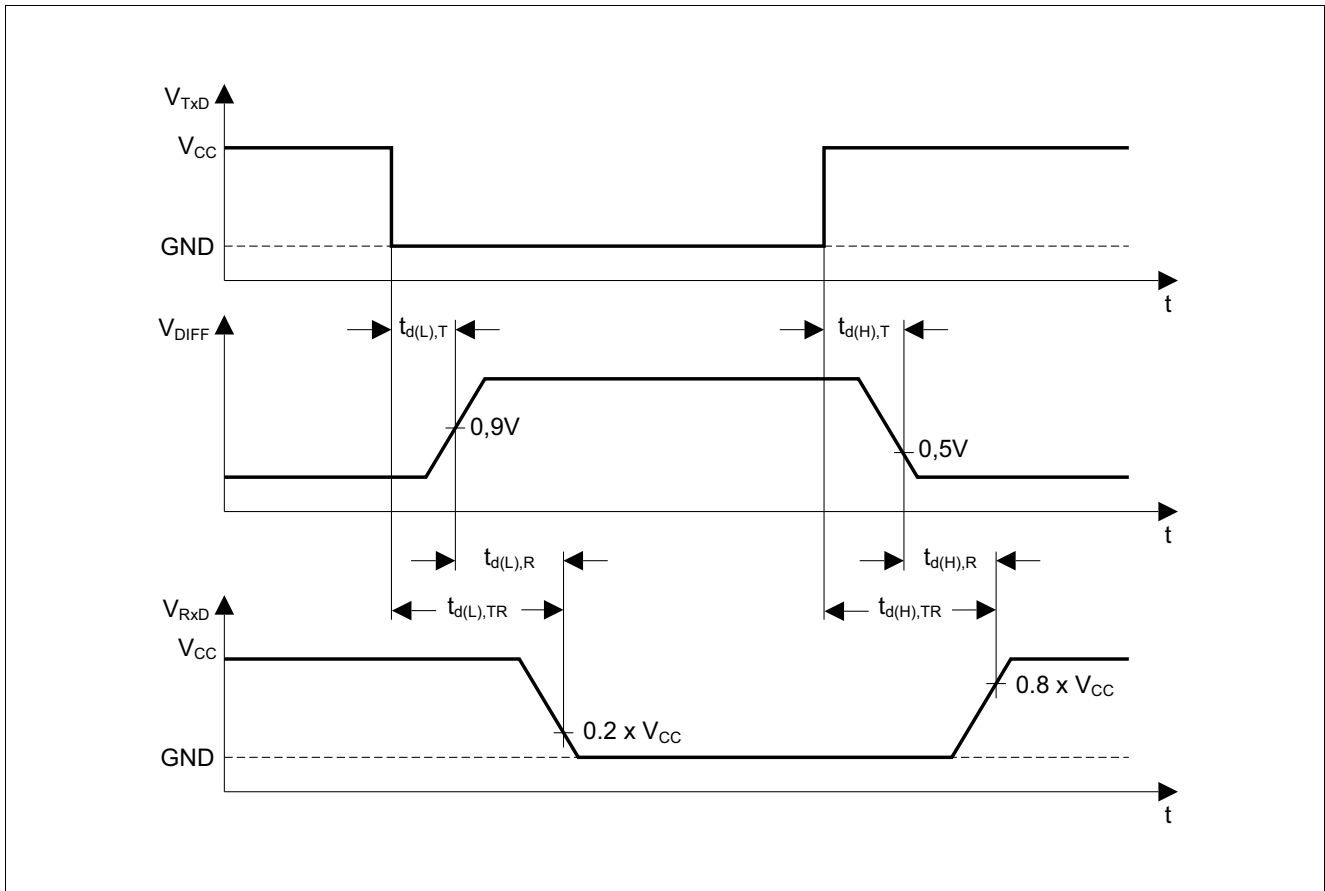 V_TxD
V_CC
GND
t
V_DIFF
t_d(L),T
t_d(H),T
0,9V
0,5V
t
t_d(L),R
t_d(H),R
V_RxD
t_d(L),TR
t_d(H),TR
V_CC
0.8 x V_CC
0.2 x V_CC
GND
t